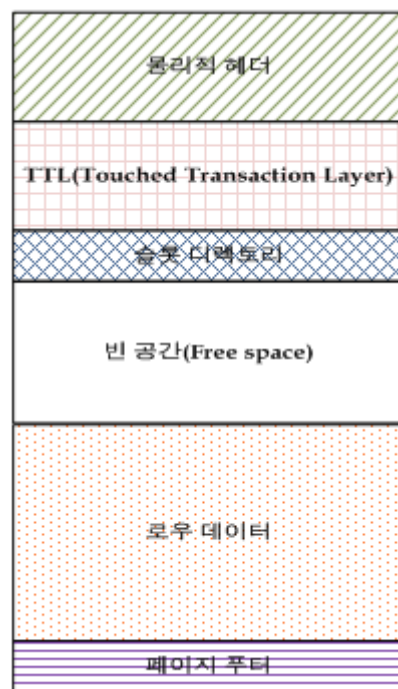 물리적 헤더
TTL(Touched Transaction Layer)
슬롯 디렉토리
빈 공간(Free space)
로우 데이터
페이지 푸터